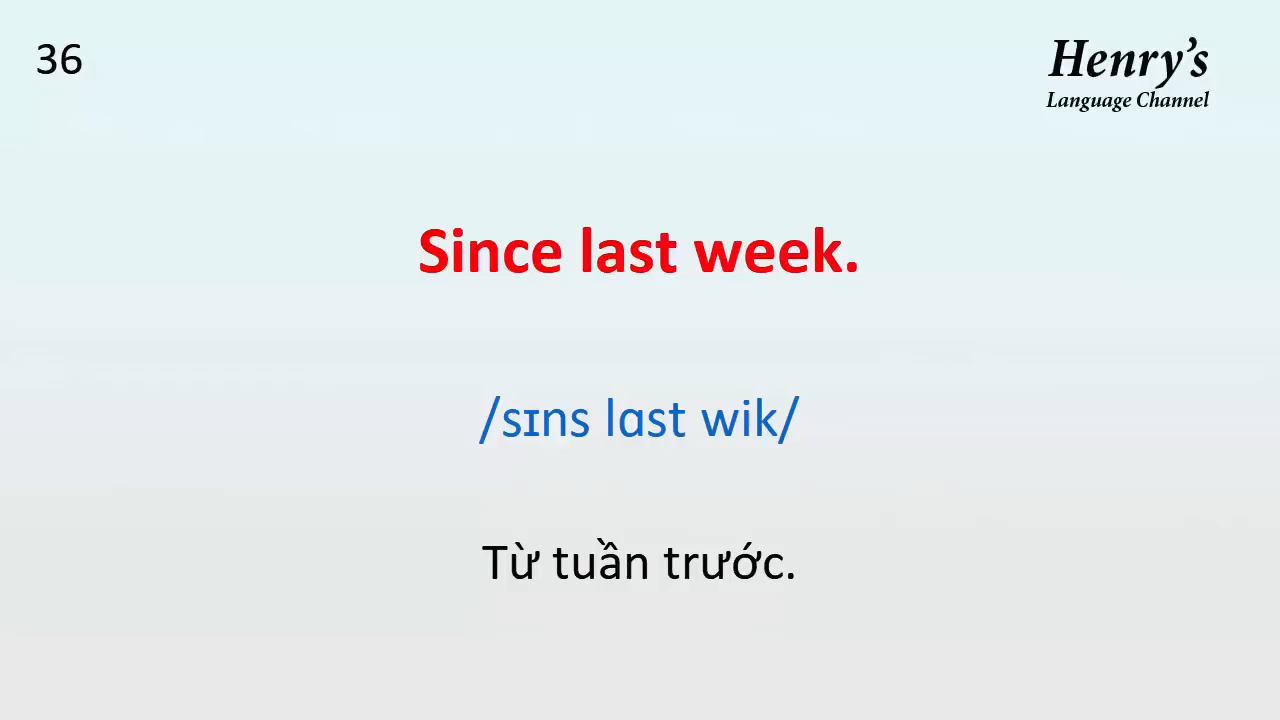 36
Henry's
Language Channel
Since last week.
/sɪns lɑst wik/
Từ tuần trước.